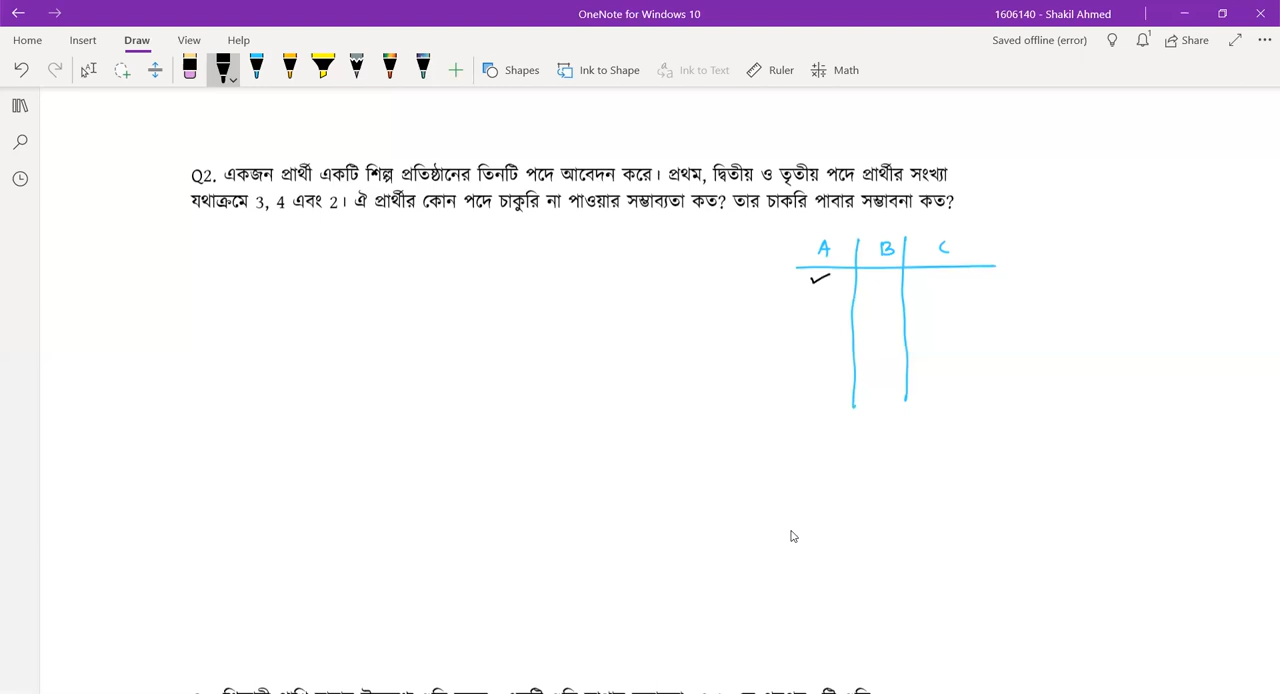 OneNote for Windows 10
1606140 - Shakil Ahmed
Home Insert Draw View Help
Saved offline (error) 1 Share
Shapes Ink to Shape Ink to Text Ruler Math
Q2. একজন প্রার্থী একটি শিল্প প্রতিষ্ঠানের তিনটি পদে আবেদন করে। প্রথম, দ্বিতীয় ও তৃতীয় পদে প্রার্থীর সংখ্যা
যথাক্রমে 3, 4 এবং 2। ঐ প্রার্থীর কোন পদে চাকুরি না পাওয়ার সম্ভাব্যতা কত? তার চাকরি পাবার সম্ভাবনা কত?
A B C